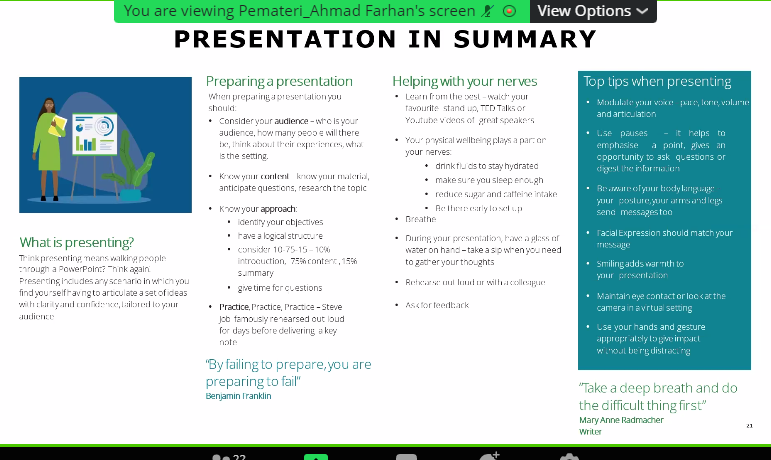 You are viewing Pemateri_Ahmad Farhan's screen
View Options
PRESENTATION IN SUMMARY
What is presenting?
Think presenting means walking people
through a PowerPoint? Think again!
Presenting includes any scenario in which you
find yourself having to articulate a set of ideas
with clarity and confidence, tailored to your
audience
Preparing a presentation
When preparing a presentation you
should:
• Consider your audience – who is your
audience, how many people will there
be, think about their experiences, what
is the setting.
• Know your content – know your material,
anticipate questions, research the topic
• Know your approach:
• identify your objectives
• have a logical structure
• consider 10-75-15 – 10%
introduction, 75% content, 15%
summary
• give time for questions
• Practice, Practice, Practice – Steve
Job famously rehearsed out loud
for days before delivering a key
note
“By failing to prepare, you are
preparing to fail”
Benjamin Franklin
Helping with your nerves
• Learn from the best – watch your
favourite stand up, TED Talks or
Youtube videos of great speakers
• Your physical wellbeing plays a part on
your nerves:
• drink fluids to stay hydrated
• make sure you sleep enough
• reduce sugar and caffeine intake
• Be there early to set up
• Breathe
• During your presentation, have a glass of
water on hand – take a sip when you need
to gather your thoughts
• Rehearse out loud or with a colleague
• Ask for feedback
Top tips when presenting
• Modulate your voice - pace, tone, volume
and articulation
• Use pauses – it helps to
emphasise a point, gives an
opportunity to ask questions or
digest the information
• Be aware of your body language
your posture, your arms and legs
send messages too
• Facial Expression should match your
message
• Smiling adds warmth to
your presentation
• Maintain eye contact or look at the
camera in a virtual setting
• Use your hands and gesture
appropriately to give impact
without being distracting
“Take a deep breath and do
the difficult thing first”
Mary Anne Radmacher
Writer
21
22